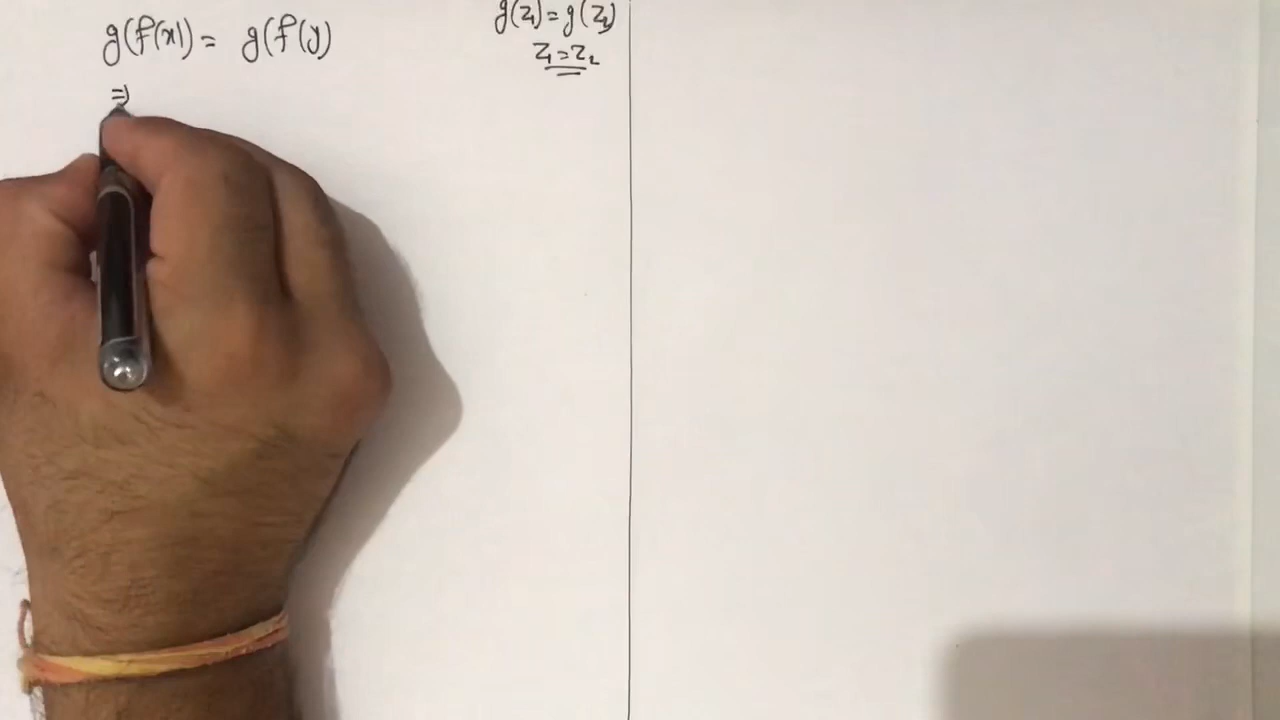 g(f(x)) = g(f(y)
⇒
g(z₁) = g(z₂)
z₁ = z₂